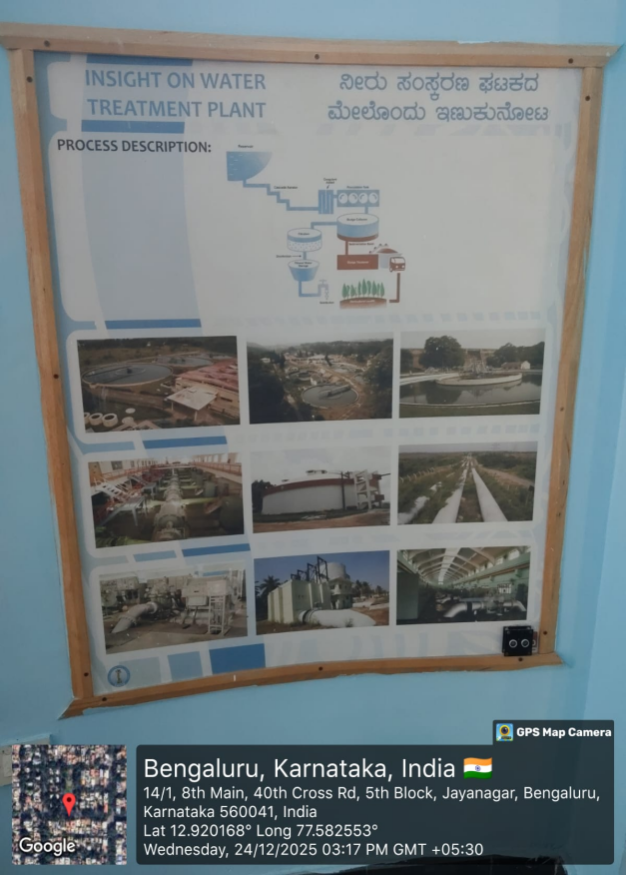 INSIGHT ON WATER
TREATMENT PLANT
ನೀರು ಸಂಸ್ಕರಣ ಘಟಕದ
ಮೇಲೊಂದು ಇಣುಕುನೋಟ
PROCESS DESCRIPTION:
GPS Map Camera
Bengaluru, Karnataka, India
14/1, 8th Main, 40th Cross Rd, 5th Block, Jayanagar, Bengaluru,
Karnataka 560041, India
Lat 12.920168° Long 77.582553°
Wednesday, 24/12/2025 03:17 PM GMT +05:30
Google